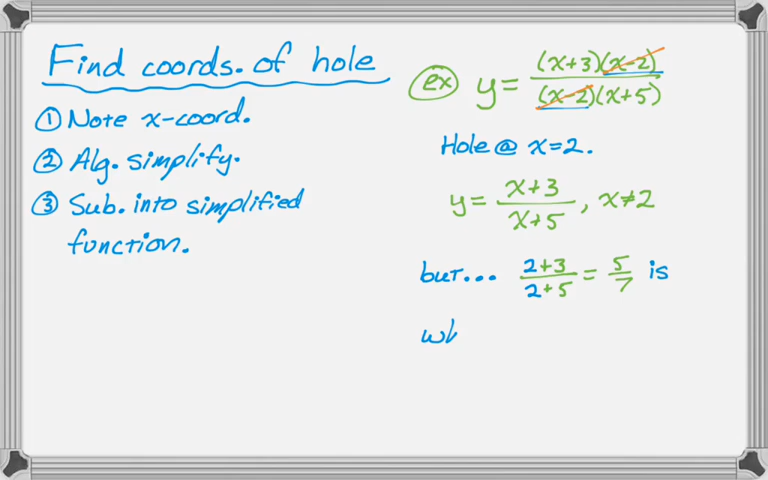 Find coords. of hole
① Note x-coord.
② Alg. simplify.
③ Sub. into simplified
function.
ex y = (x+3)(x-2) / (x-2)(x+5)
Hole @ x=2.
y = x+3 / x+5 , x≠2
but... 2+3 / 2+5 = 5/7 is
wh